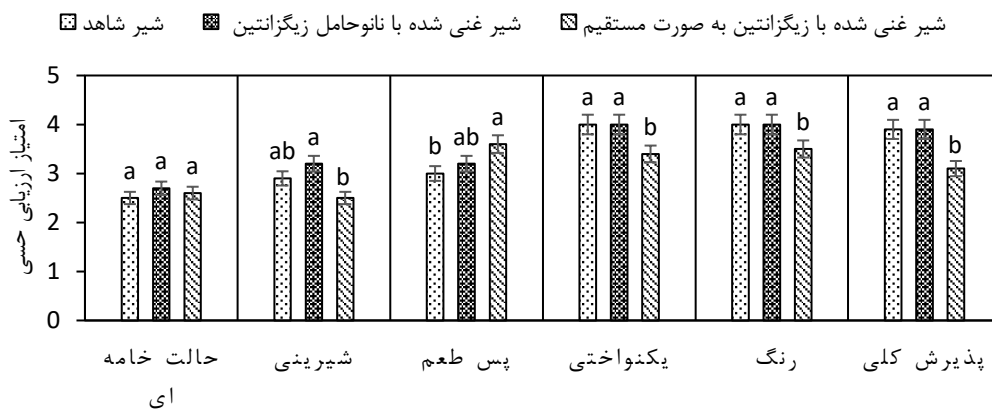 شیر شاهد
شیر غنی شده با نانوحامل زیگزانتین
شیر غنی شده با زیگزانتین به صورت مستقیم
امتیاز ارزیابی حسی
5
4
3
2
1
0
a a a
ab a b
b ab a
a a b
a a b
a a b
حالت خامه
ای
شیرینی
پس طعم
یکنواختی
رنگ
پذیرش کلی